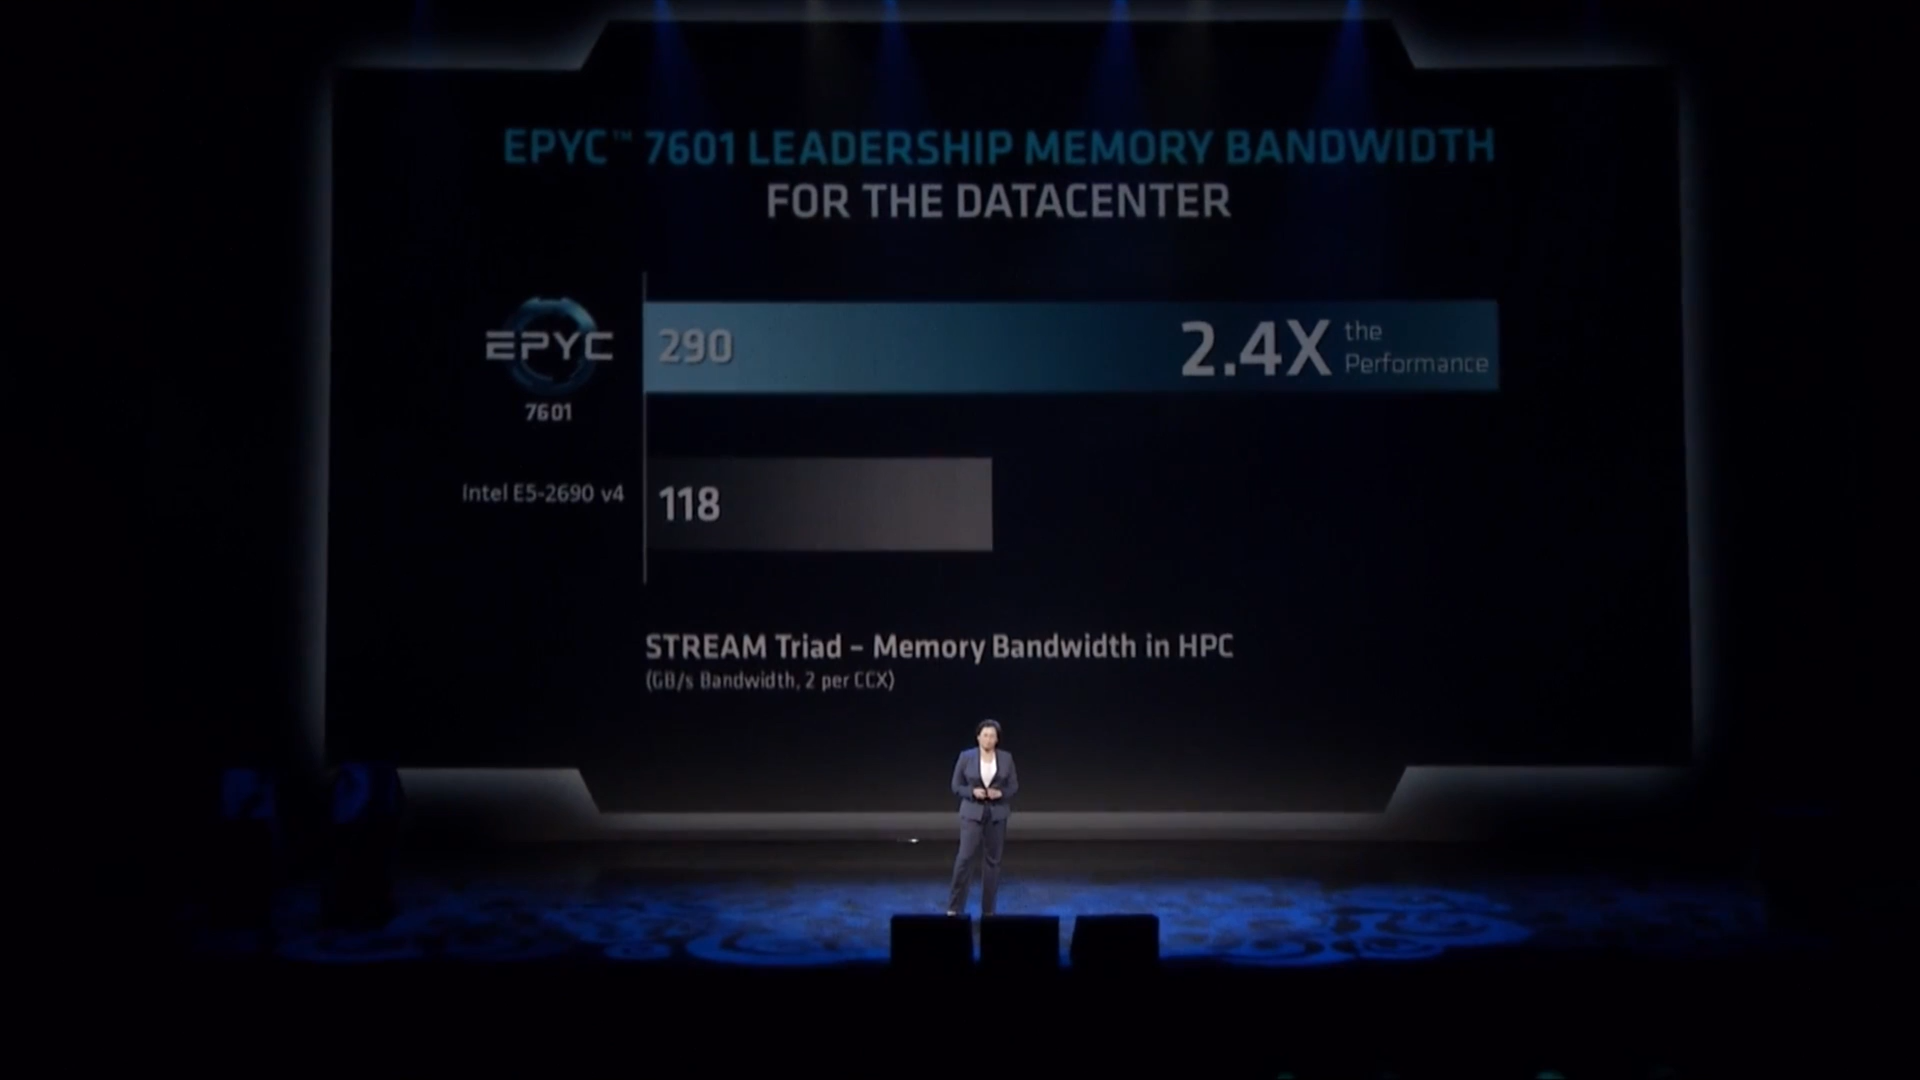 EPYC™ 7601 LEADERSHIP MEMORY BANDWIDTH
FOR THE DATACENTER
EPYC
7601
290
2.4X
the
Performance
Intel E5-2690 v4
118
STREAM Triad – Memory Bandwidth in HPC
(GB/s Bandwidth, 2 per CCX)